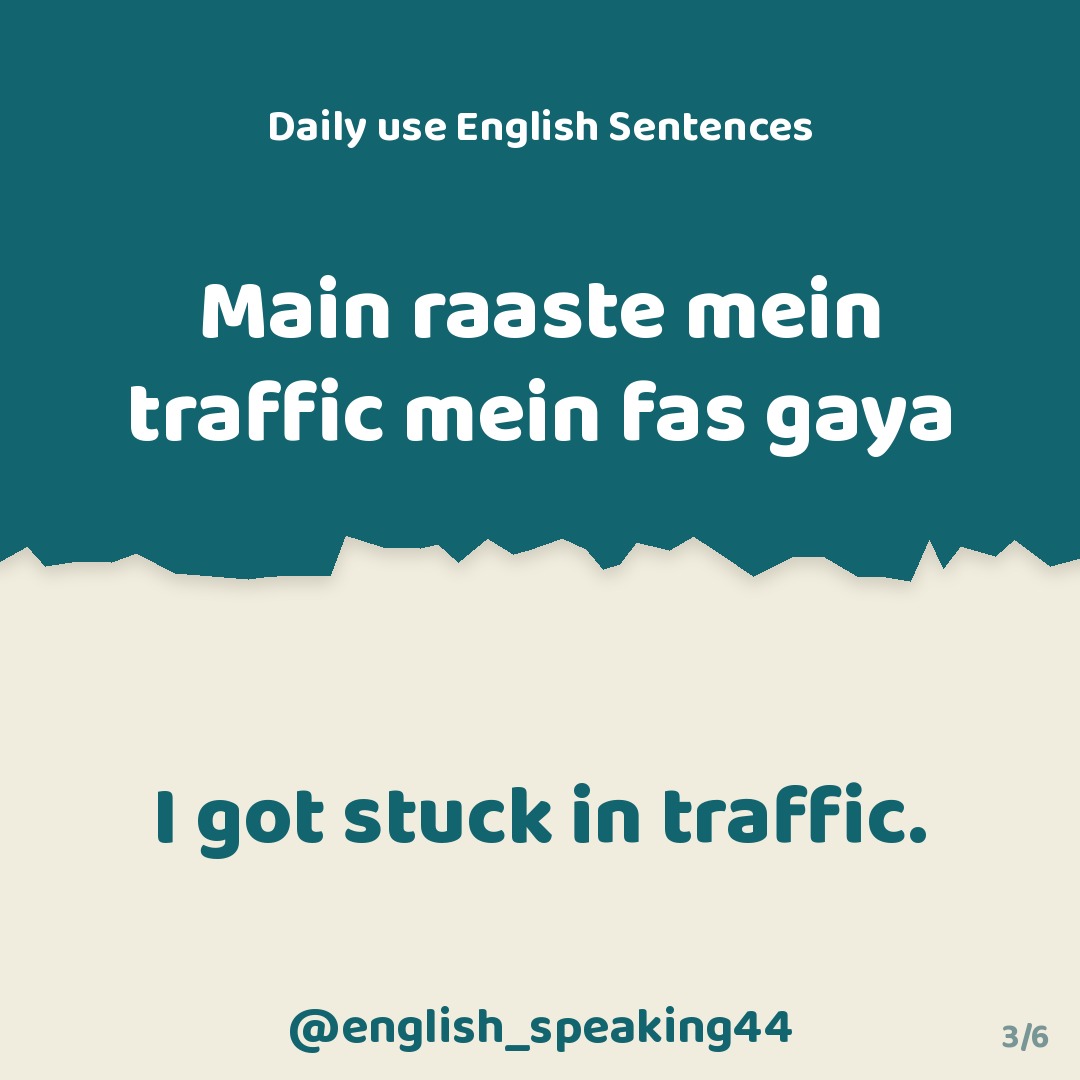 Daily use English Sentences
Main raaste mein
traffic mein fas gaya
I got stuck in traffic.
@english_speaking44
3/6